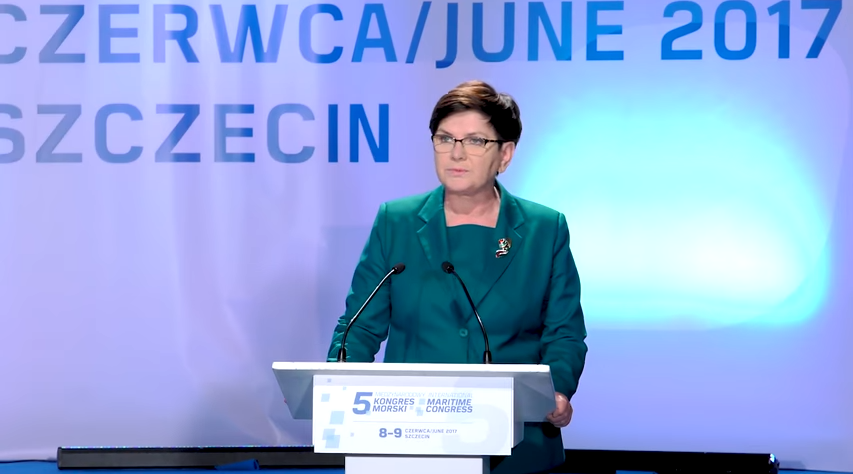 CZERWCA/JUNE 2017
SZCZECIN
5 KONGRES MORSKI MARITIME CONGRESS
8-9 CZERWCA/JUNE 2017
SZCZECIN